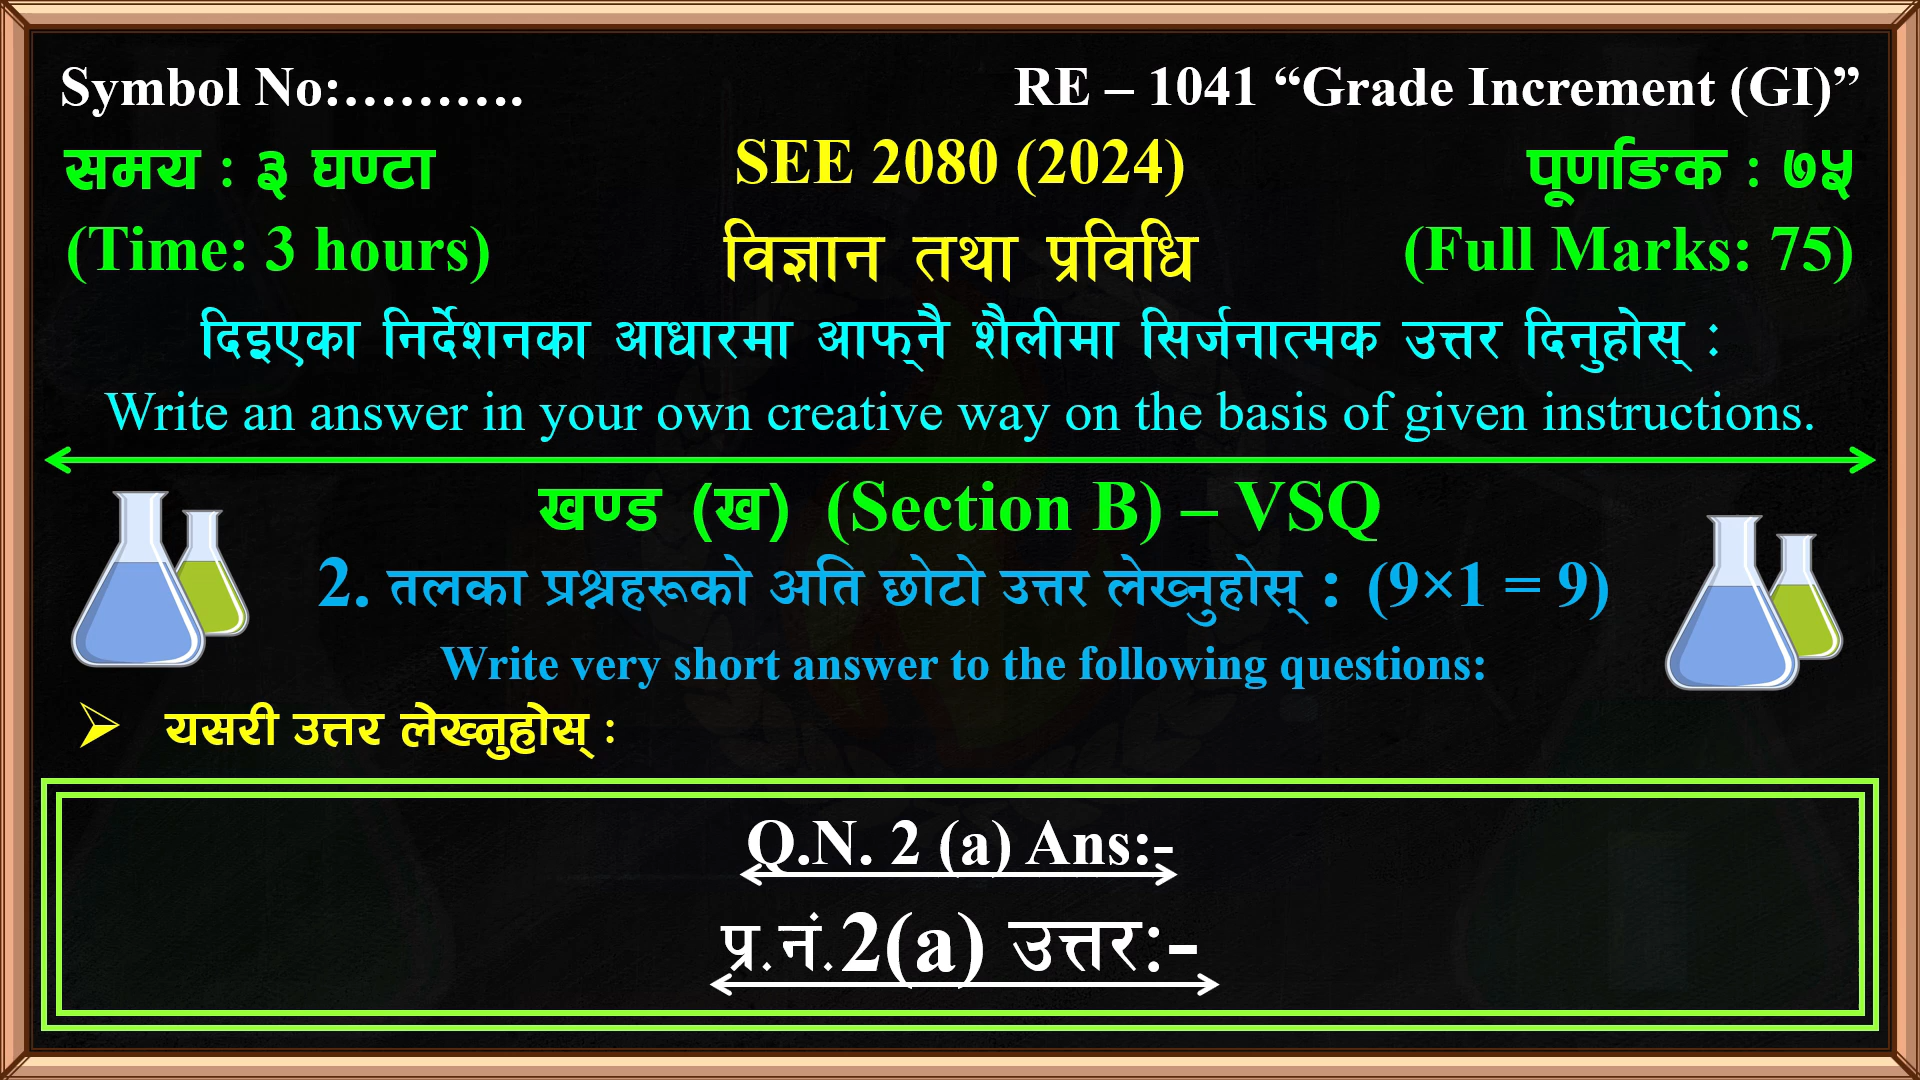 Symbol No:.......... RE – 1041 “Grade Increment (GI)”
समय : ३ घण्टा SEE 2080 (2024) पूर्णाङक : ७५
(Time: 3 hours) विज्ञान तथा प्रविधि (Full Marks: 75)
दिइएका निर्देशनका आधारमा आफ्‌नै शैलीमा सिर्जनात्मक उत्तर दिनुहोस् :
Write an answer in your own creative way on the basis of given instructions.
खण्ड (ख) (Section B) – VSQ
2. तलका प्रश्नहरूको अति छोटो उत्तर लेख्नुहोस् : (9×1 = 9)
Write very short answer to the following questions:
➢ यसरी उत्तर लेख्नुहोस् :
Q.N. 2 (a) Ans:-
प्र.नं.2(a) उत्तर:-